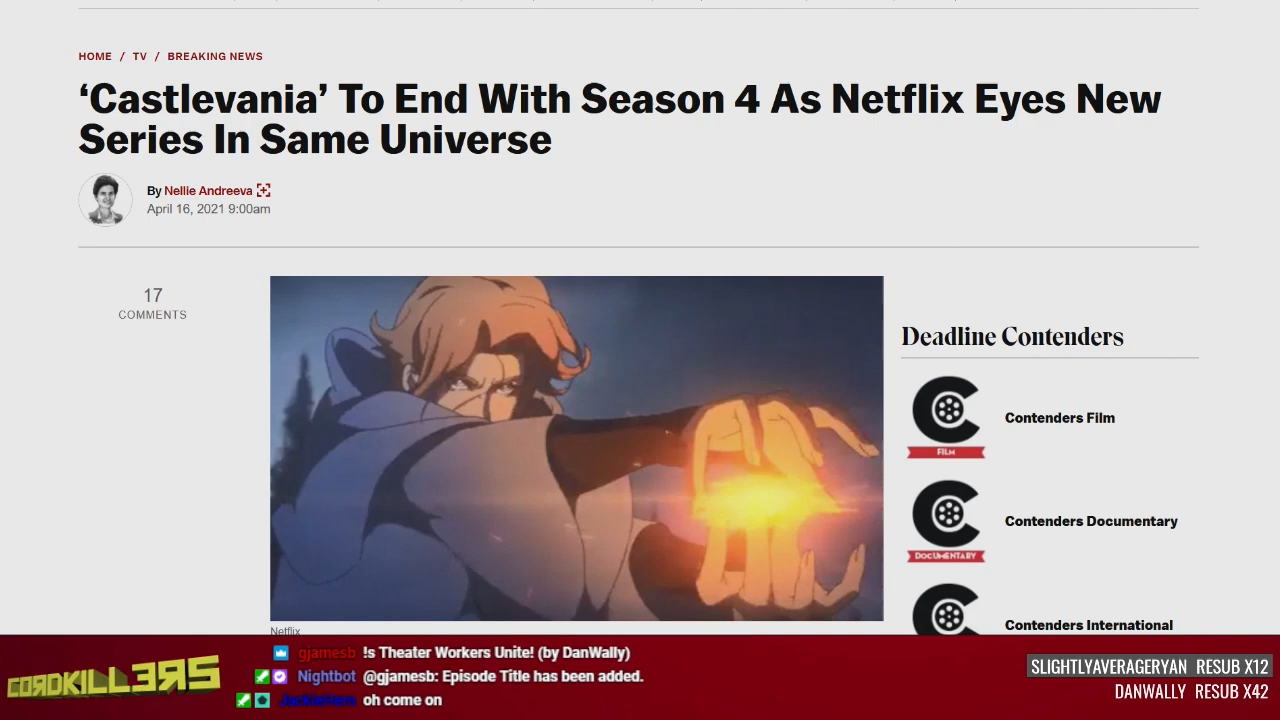 HOME / TV / BREAKING NEWS
‘Castlevania’ To End With Season 4 As Netflix Eyes New
Series In Same Universe
By Nellie Andreeva
April 16, 2021 9:00am
17
COMMENTS
Deadline Contenders
FILM
Contenders Film
DOCUMENTARY
Contenders Documentary
Contenders International
Netflix
CORDKILLERS
gjamesb !s Theater Workers Unite! (by DanWally)
Nightbot @gjamesb: Episode Title has been added.
JackieHern oh come on
SLIGHTLYAVERAGERYAN RESUB X12
DANWALLY RESUB X42